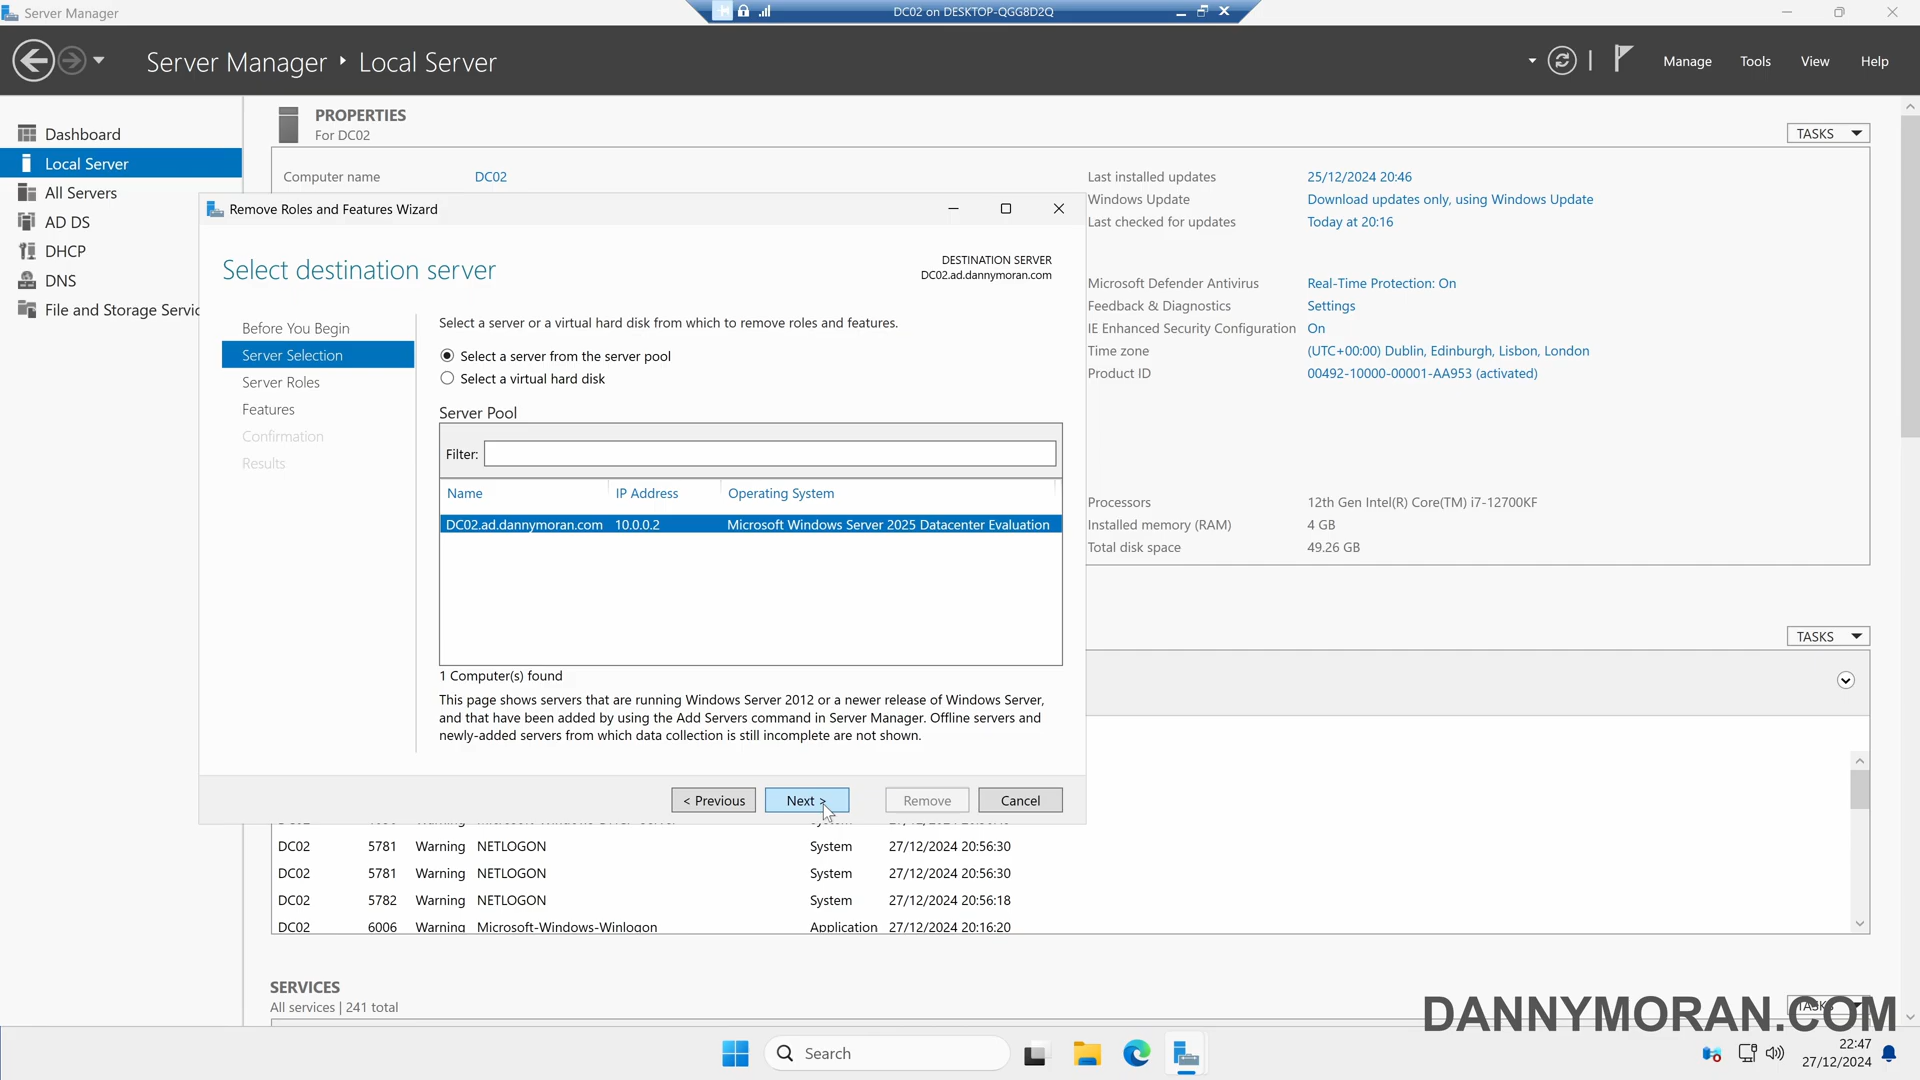 Server Manager
DC02 on DESKTOP-QGG8D2Q
Server Manager ‣ Local Server
Manage
Tools
View
Help
Dashboard
Local Server
All Servers
AD DS
DHCP
DNS
File and Storage Servic
PROPERTIES
For DC02
TASKS
Computer name DC02
Last installed updates 25/12/2024 20:46
Windows Update Download updates only, using Windows Update
Last checked for updates Today at 20:16
Microsoft Defender Antivirus Real-Time Protection: On
Feedback & Diagnostics Settings
IE Enhanced Security Configuration On
Time zone (UTC+00:00) Dublin, Edinburgh, Lisbon, London
Product ID 00492-10000-00001-AA953 (activated)
Processors 12th Gen Intel(R) Core(TM) i7-12700KF
Installed memory (RAM) 4 GB
Total disk space 49.26 GB
Remove Roles and Features Wizard
Select destination server
DESTINATION SERVER
DC02.ad.dannymoran.com
Before You Begin
Server Selection
Server Roles
Features
Confirmation
Results
Select a server or a virtual hard disk from which to remove roles and features.
Select a server from the server pool
Select a virtual hard disk
Server Pool
Filter:
Name IP Address Operating System
DC02.ad.dannymoran.com 10.0.0.2 Microsoft Windows Server 2025 Datacenter Evaluation
1 Computer(s) found
This page shows servers that are running Windows Server 2012 or a newer release of Windows Server,
and that have been added by using the Add Servers command in Server Manager. Offline servers and
newly-added servers from which data collection is still incomplete are not shown.
< Previous
Next >
Remove
Cancel
TASKS
DC02 5781 Warning NETLOGON System 27/12/2024 20:56:30
DC02 5781 Warning NETLOGON System 27/12/2024 20:56:30
DC02 5782 Warning NETLOGON System 27/12/2024 20:56:18
DC02 6006 Warning Microsoft-Windows-Winlogon Application 27/12/2024 20:16:20
SERVICES
All services | 241 total
TASKS
DANNYMORAN.COM
Search
22:47
27/12/2024